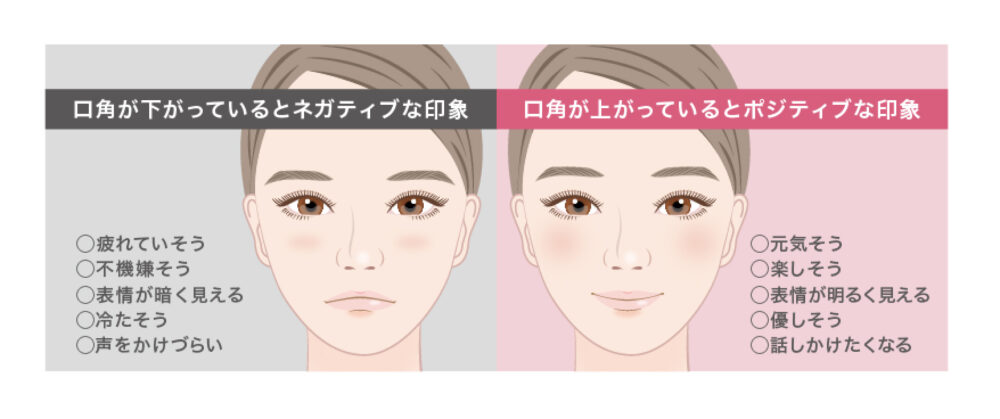 口角が下がっているとネガティブな印象
○疲れていそう
○不機嫌そう
○表情が暗く見える
○冷たそう
○声をかけづらい
口角が上がっているとポジティブな印象
○元気そう
○楽しそう
○表情が明るく見える
○優しそう
○話しかけたくなる